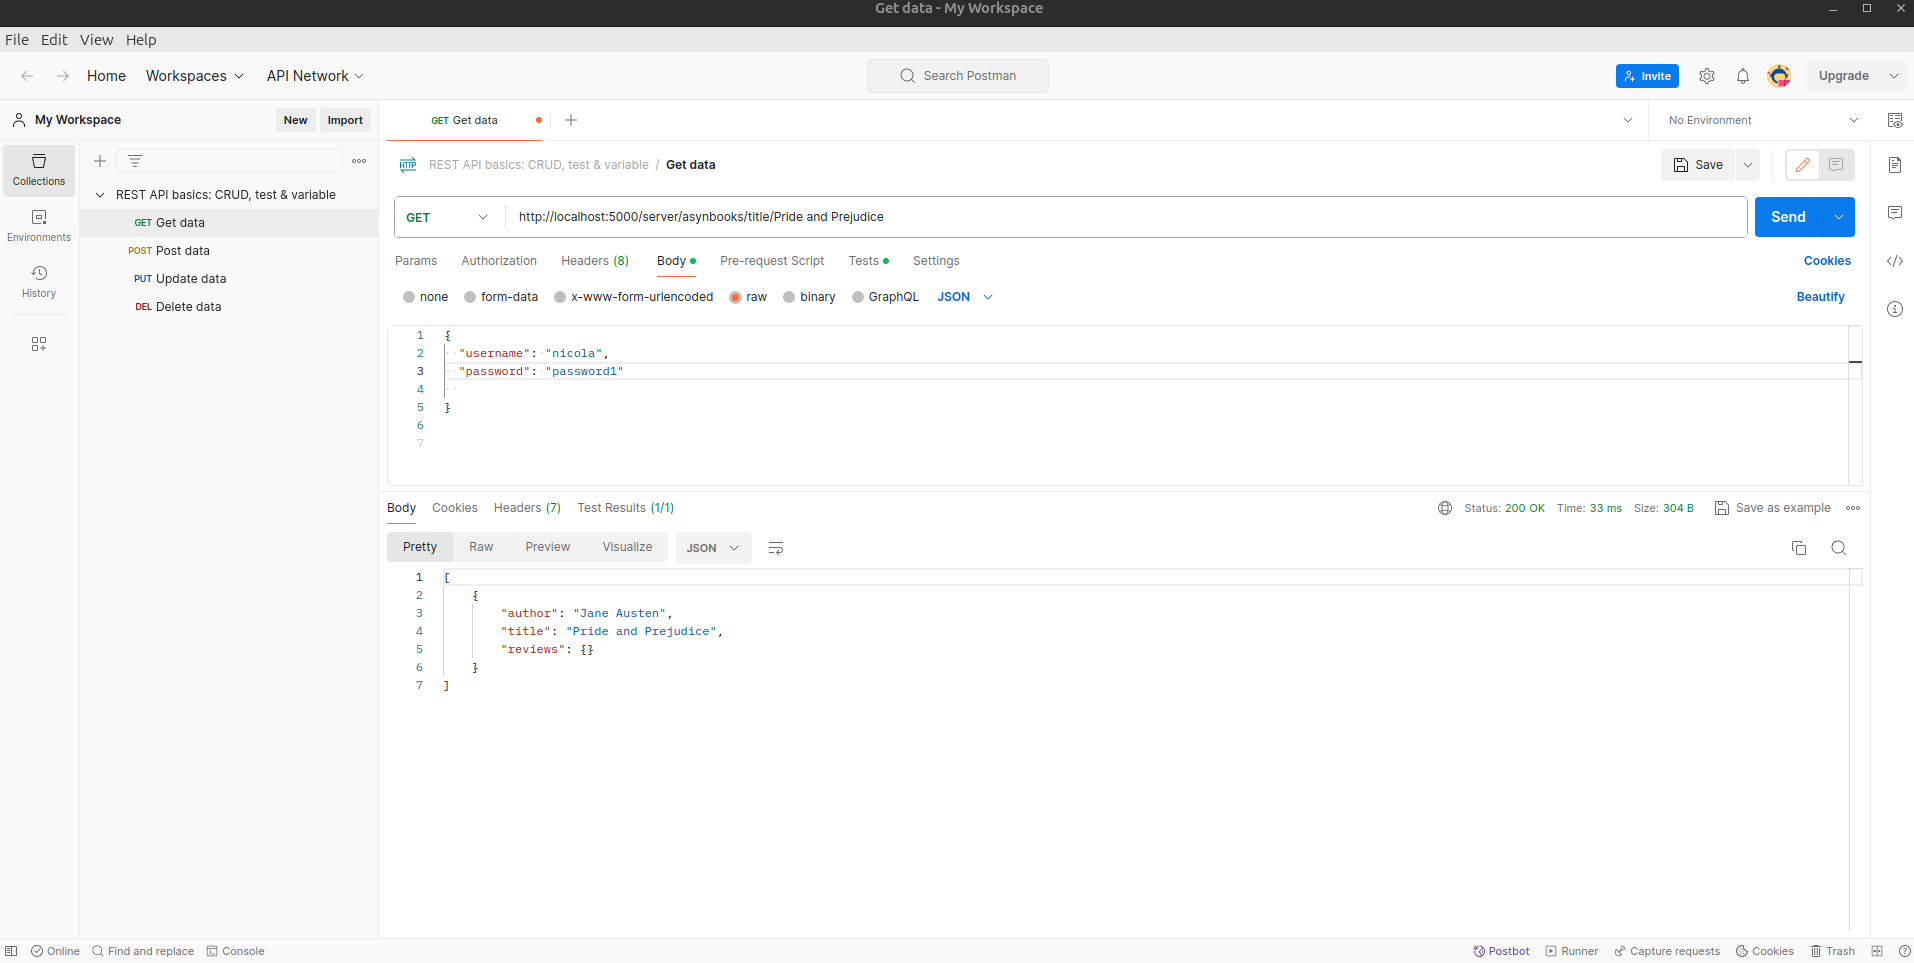 Get data - My Workspace
File Edit View Help
Home Workspaces API Network Search Postman Invite Upgrade
My Workspace New Import GET Get data No Environment
Collections
Environments
History
REST API basics: CRUD, test & variable
GET Get data
POST Post data
PUT Update data
DEL Delete data
HTTP REST API basics: CRUD, test & variable / Get data Save
GET http://localhost:5000/server/asynbooks/title/Pride and Prejudice Send
Params Authorization Headers (8) Body Pre-request Script Tests Settings Cookies
none form-data x-www-form-urlencoded raw binary GraphQL JSON Beautify
1 {
2 "username": "nicola",
3 "password": "password1"
4
5 }
6
7
Body Cookies Headers (7) Test Results (1/1) Status: 200 OK Time: 33 ms Size: 304 B Save as example
Pretty Raw Preview Visualize JSON
1 [
2 {
3 "author": "Jane Austen",
4 "title": "Pride and Prejudice",
5 "reviews": {}
6 }
7 ]
Online Find and replace Console Postbot Runner Capture requests Cookies Trash